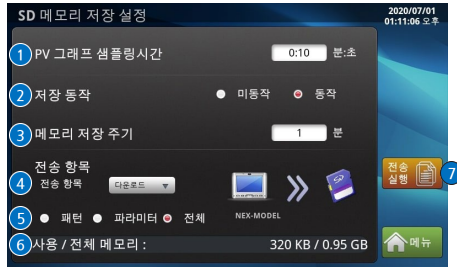 SD 메모리 저장 설정
2020/07/01
01:11:06 오후
1 PV 그래프 샘플링시간 0:10 분:초
2 저장 동작 미동작 동작
3 메모리 저장 주기 1 분
전송 항목
4 전송 항목 다운로드
전송
실행
7
5 패턴 파라미터 전체 NEX-MODEL
6 사용 / 전체 메모리 : 320 KB / 0.95 GB
메뉴